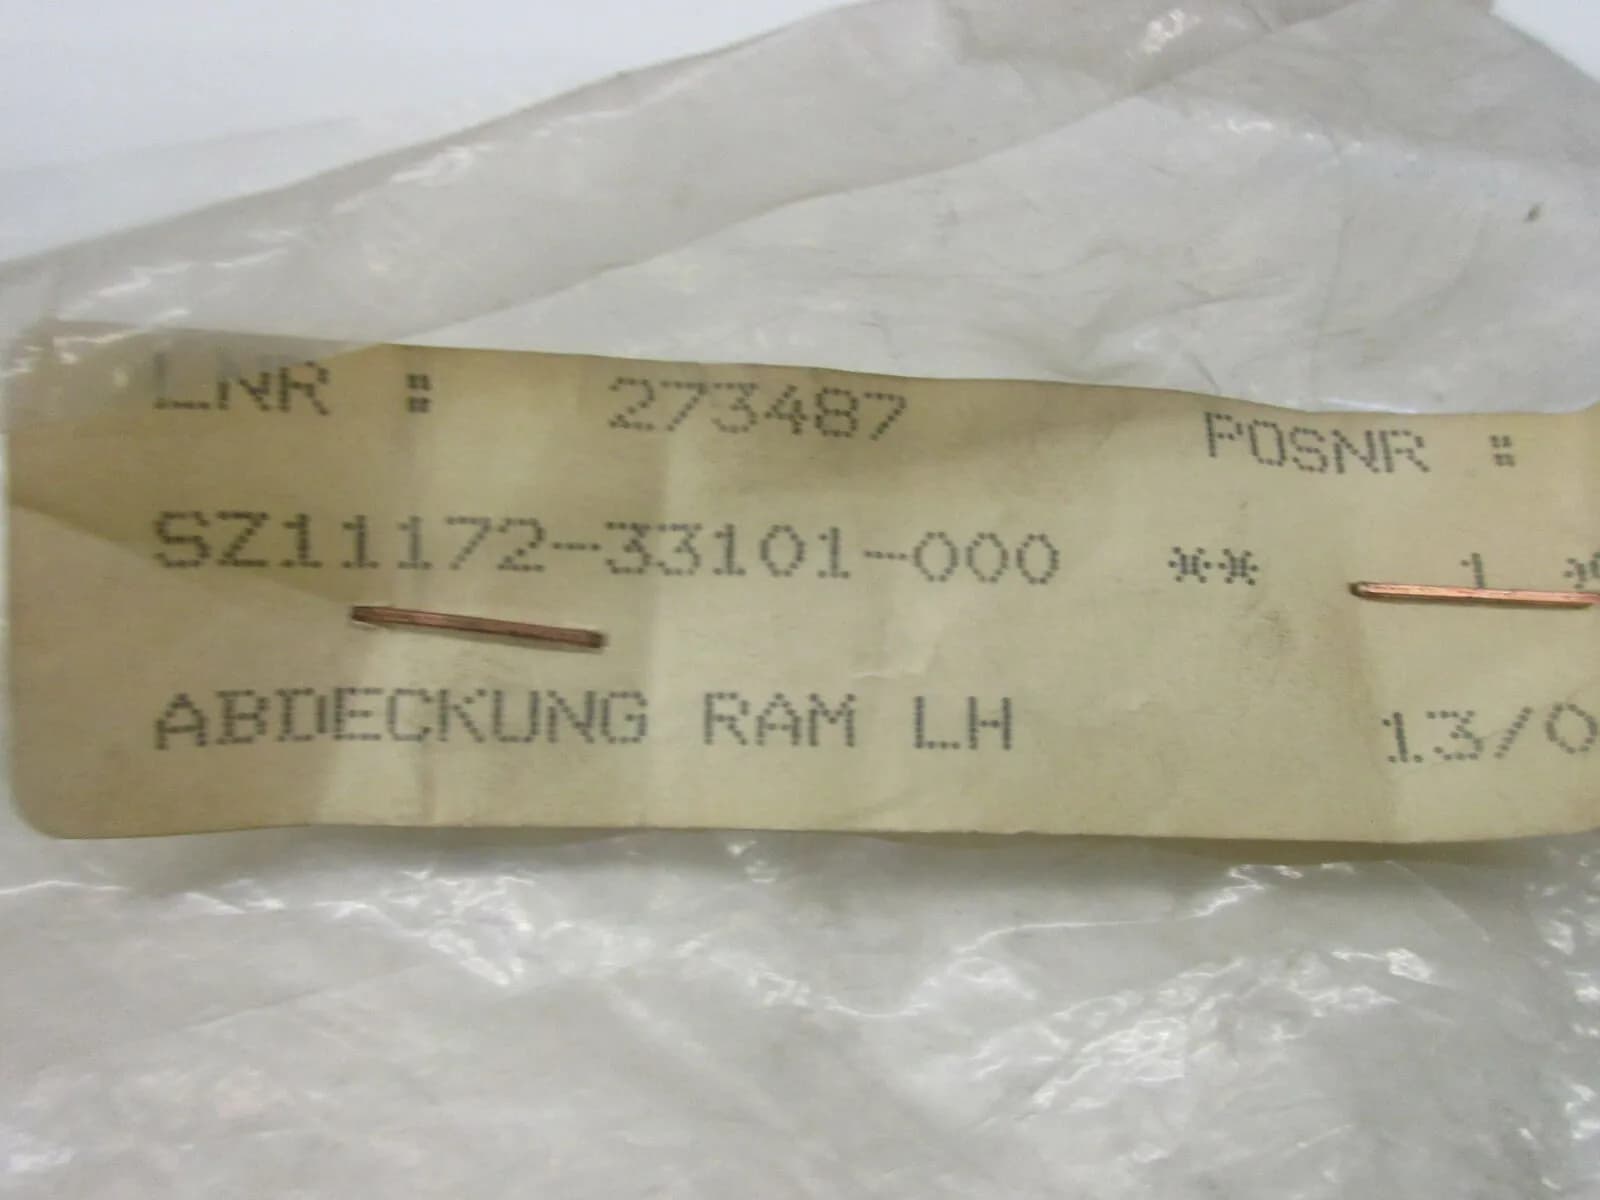 LNR : 273487 POSNR :
SZ11172-33101-000 ** 1 *
ABDECKUNG RAM LH 13/0